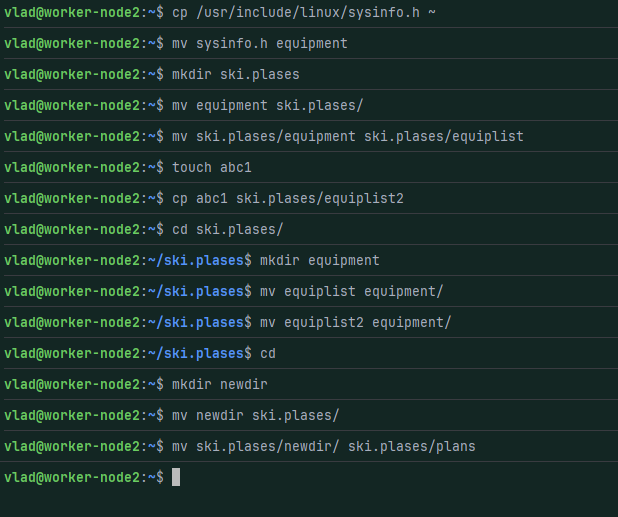 vlad@worker-node2:~$ cp /usr/include/linux/sysinfo.h ~
vlad@worker-node2:~$ mv sysinfo.h equipment
vlad@worker-node2:~$ mkdir ski.plases
vlad@worker-node2:~$ mv equipment ski.plases/
vlad@worker-node2:~$ mv ski.plases/equipment ski.plases/equiplist
vlad@worker-node2:~$ touch abc1
vlad@worker-node2:~$ cp abc1 ski.plases/equiplist2
vlad@worker-node2:~$ cd ski.plases/
vlad@worker-node2:~/ski.plases$ mkdir equipment
vlad@worker-node2:~/ski.plases$ mv equiplist equipment/
vlad@worker-node2:~/ski.plases$ mv equiplist2 equipment/
vlad@worker-node2:~/ski.plases$ cd
vlad@worker-node2:~$ mkdir newdir
vlad@worker-node2:~$ mv newdir ski.plases/
vlad@worker-node2:~$ mv ski.plases/newdir/ ski.plases/plans
vlad@worker-node2:~$